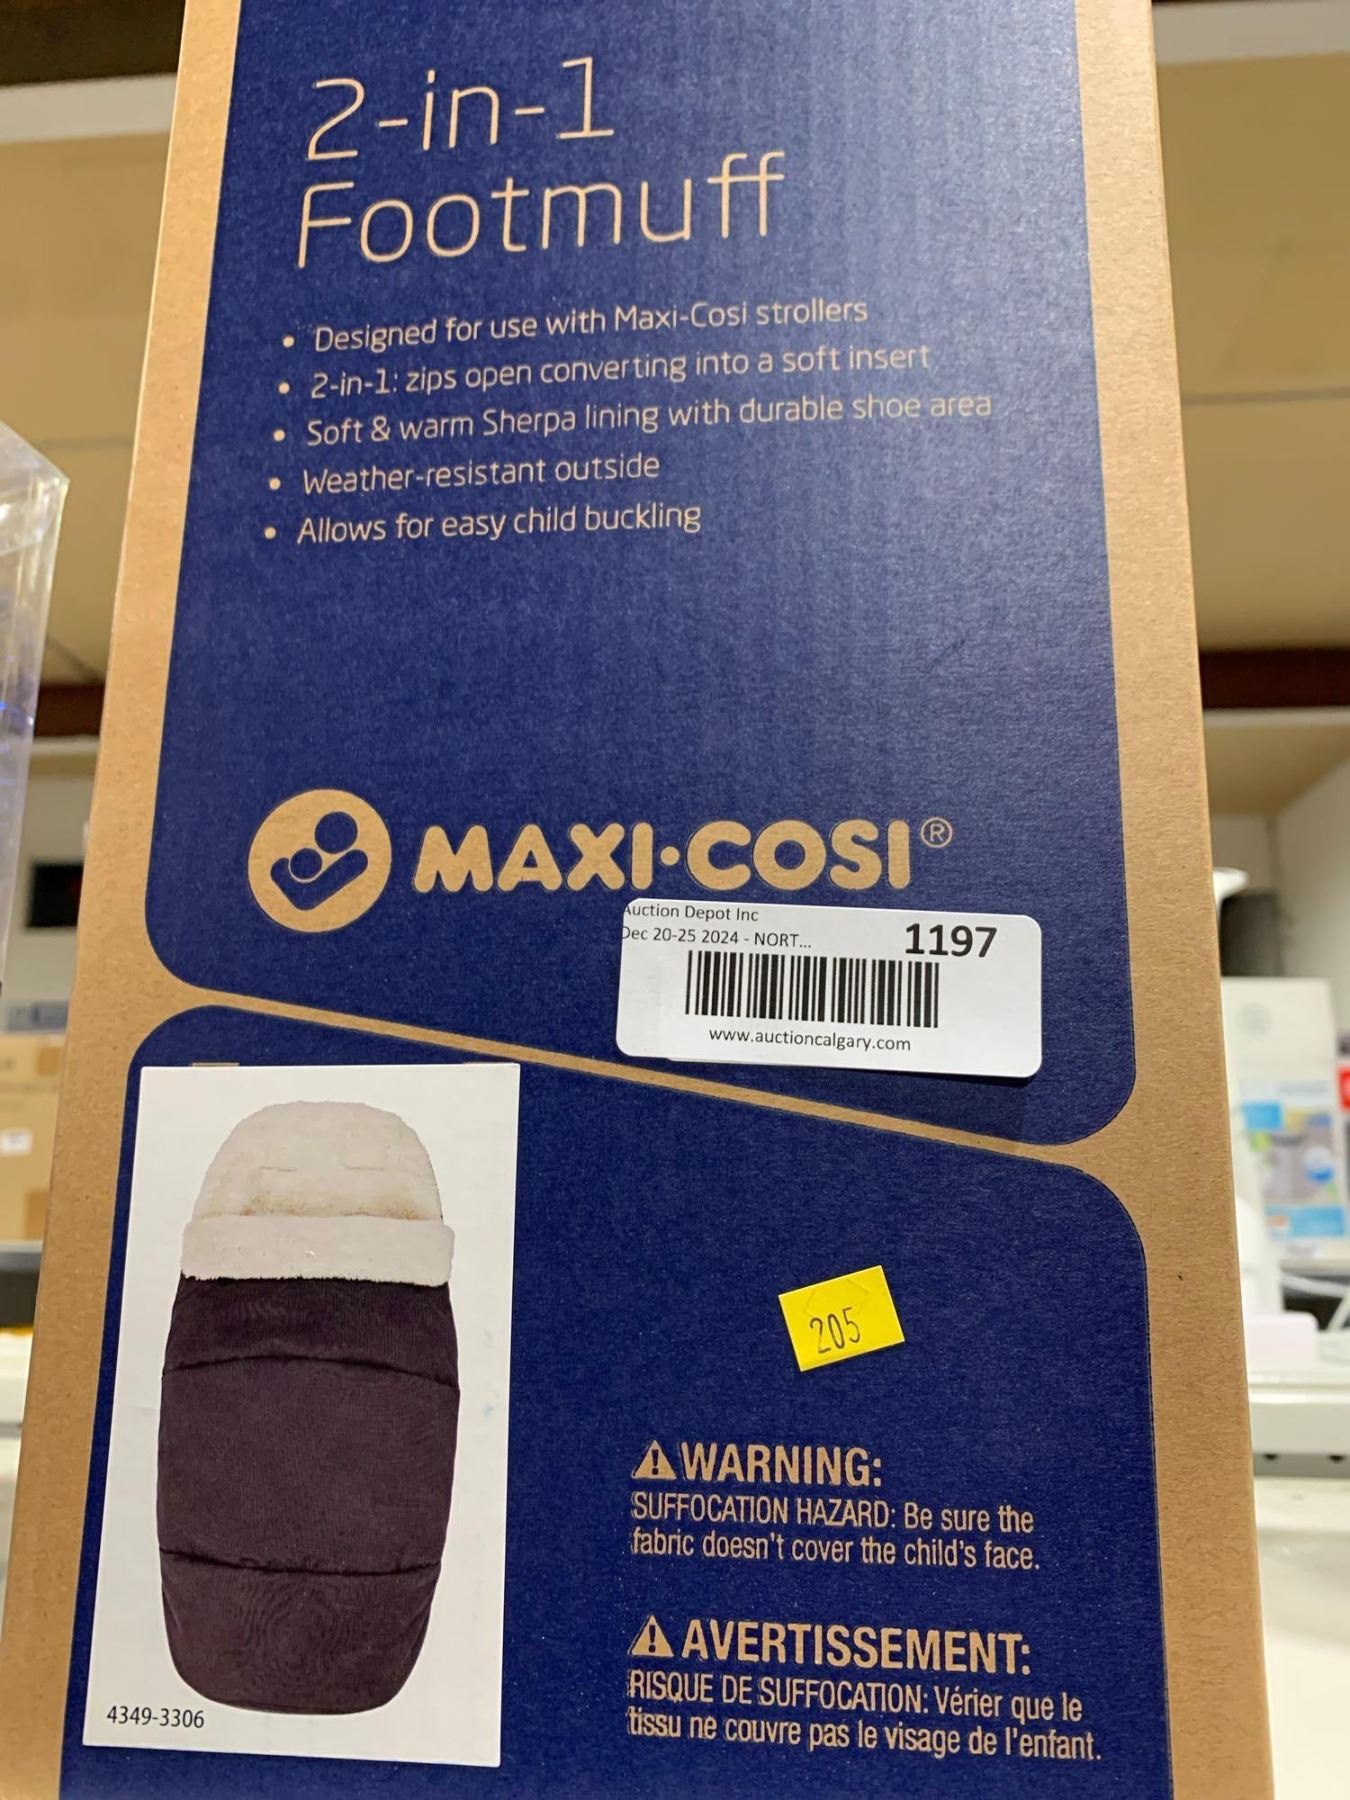 2-in-1
Footmuff
• Designed for use with Maxi-Cosi strollers
• 2-in-1: zips open converting into a soft insert
• Soft & warm Sherpa lining with durable shoe area
• Weather-resistant outside
• Allows for easy child buckling
MAXI·COSI®
Auction Depot Inc
Dec 20-25 2024 - NORT...
1197
www.auctioncalgary.com
205
⚠WARNING:
SUFFOCATION HAZARD: Be sure the
fabric doesn't cover the child's face.
⚠AVERTISSEMENT:
RISQUE DE SUFFOCATION: Vérier que le
tissu ne couvre pas le visage de l'enfant.
4349-3306